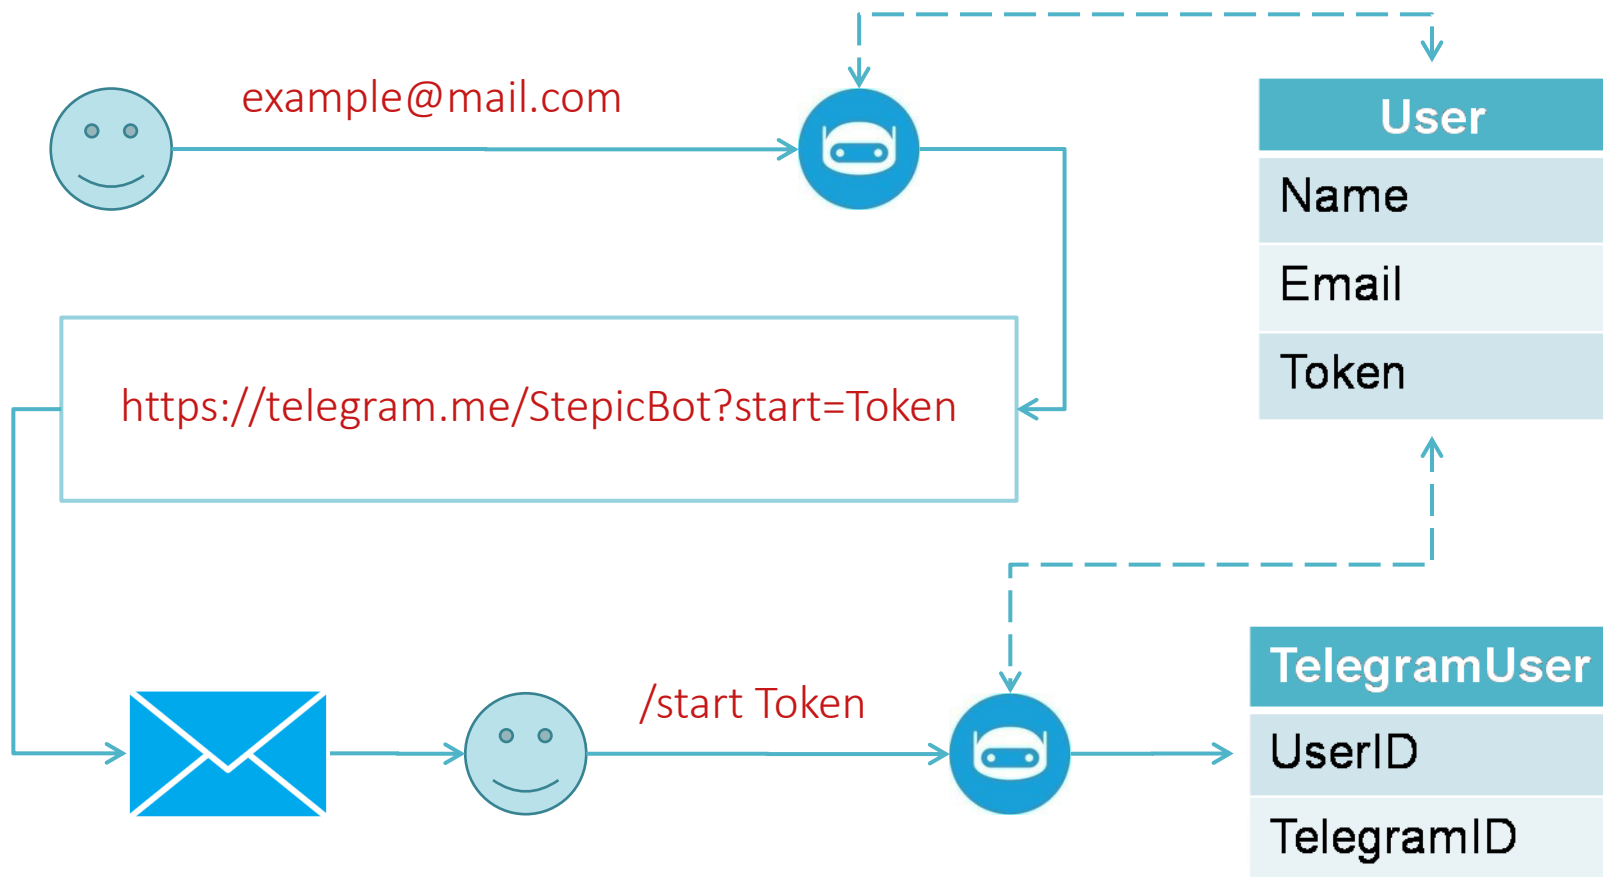 example@mail.com
User
Name
Email
Token
https://telegram.me/StepicBot?start=Token
/start Token
TelegramUser
UserID
TelegramID